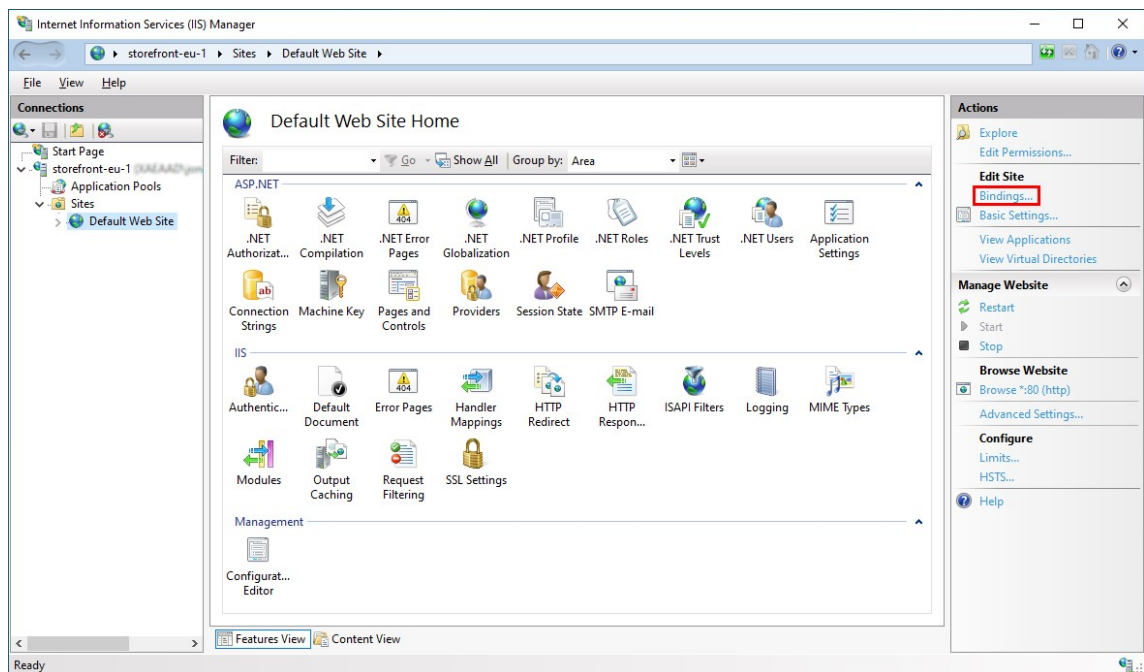 Internet Information Services (IIS) Manager
storefront-eu-1 Sites Default Web Site
File View Help
Connections
Start Page
storefront-eu-1
Application Pools
Sites
Default Web Site
Default Web Site Home
Filter: Go Show All Group by: Area
ASP.NET
.NET Authorizat...
.NET Compilation
.NET Error Pages
.NET Globalization
.NET Profile
.NET Roles
.NET Trust Levels
.NET Users
Application Settings
Connection Strings
Machine Key
Pages and Controls
Providers
Session State
SMTP E-mail
IIS
Authentic...
Default Document
Error Pages
Handler Mappings
HTTP Redirect
HTTP Respon...
ISAPI Filters
Logging
MIME Types
Modules
Output Caching
Request Filtering
SSL Settings
Management
Configurat... Editor
Features View Content View
Actions
Explore
Edit Permissions...
Edit Site
Bindings...
Basic Settings...
View Applications
View Virtual Directories
Manage Website
Restart
Start
Stop
Browse Website
Browse *:80 (http)
Advanced Settings...
Configure
Limits...
HSTS...
Help
Ready